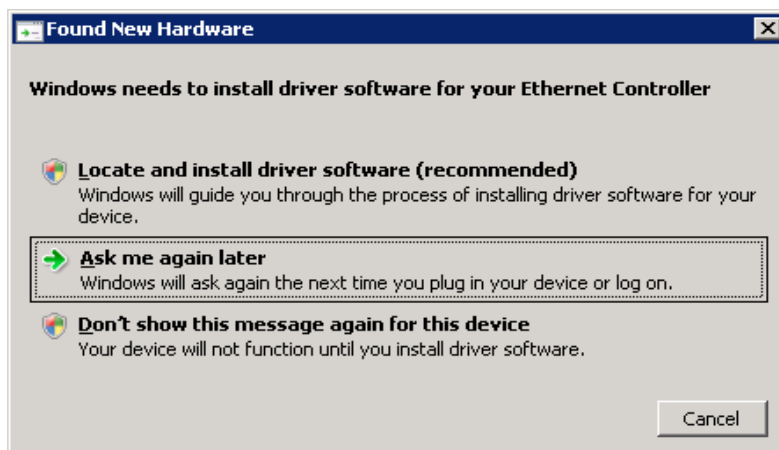 Found New Hardware
Windows needs to install driver software for your Ethernet Controller
Locate and install driver software (recommended)
Windows will guide you through the process of installing driver software for your
device.
Ask me again later
Windows will ask again the next time you plug in your device or log on.
Don't show this message again for this device
Your device will not function until you install driver software.
Cancel